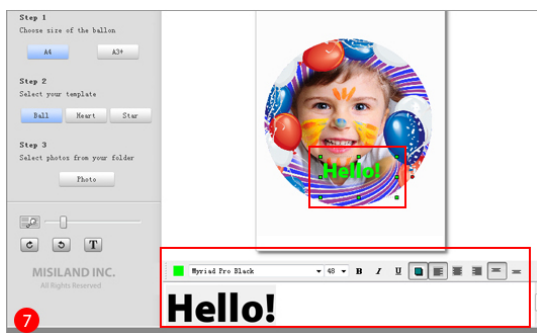 Step 1
Choose size of the ballon
A4 A3+
Step 2
Select your template
Ball Heart Star
Step 3
Select photos from your folder
Photo
T
MISILAND INC.
All Rights Reserved
7
Hello!
Myriad Pro Black 48 B I U
Hello!